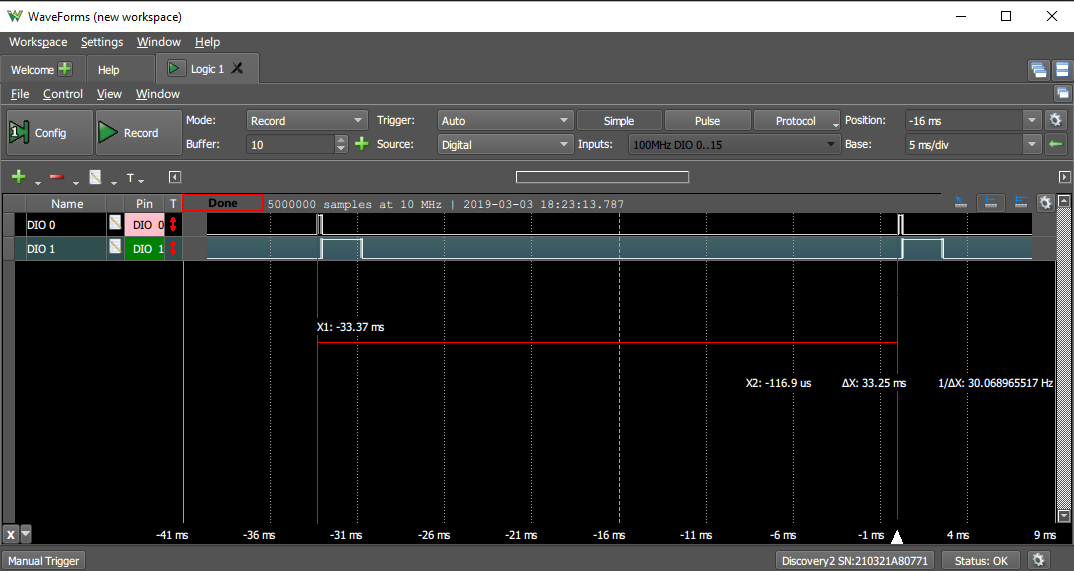 WaveForms (new workspace)
Workspace Settings Window Help
Welcome Help Logic 1
File Control View Window
1 Config Record Mode: Record Trigger: Auto Simple Pulse Protocol Position: -16 ms
Buffer: 10 Source: Digital Inputs: 100MHz DIO 0..15 Base: 5 ms/div
T
Name Pin T Done 5000000 samples at 10 MHz | 2019-03-03 18:23:13.787
DIO 0 DIO 0
DIO 1 DIO 1
X1: -33.37 ms
X2: -116.9 us ΔX: 33.25 ms 1/ΔX: 30.068965517 Hz
X -41 ms -36 ms -31 ms -26 ms -21 ms -16 ms -11 ms -6 ms -1 ms 4 ms 9 ms
Manual Trigger Discovery2 SN:210321A80771 Status: OK